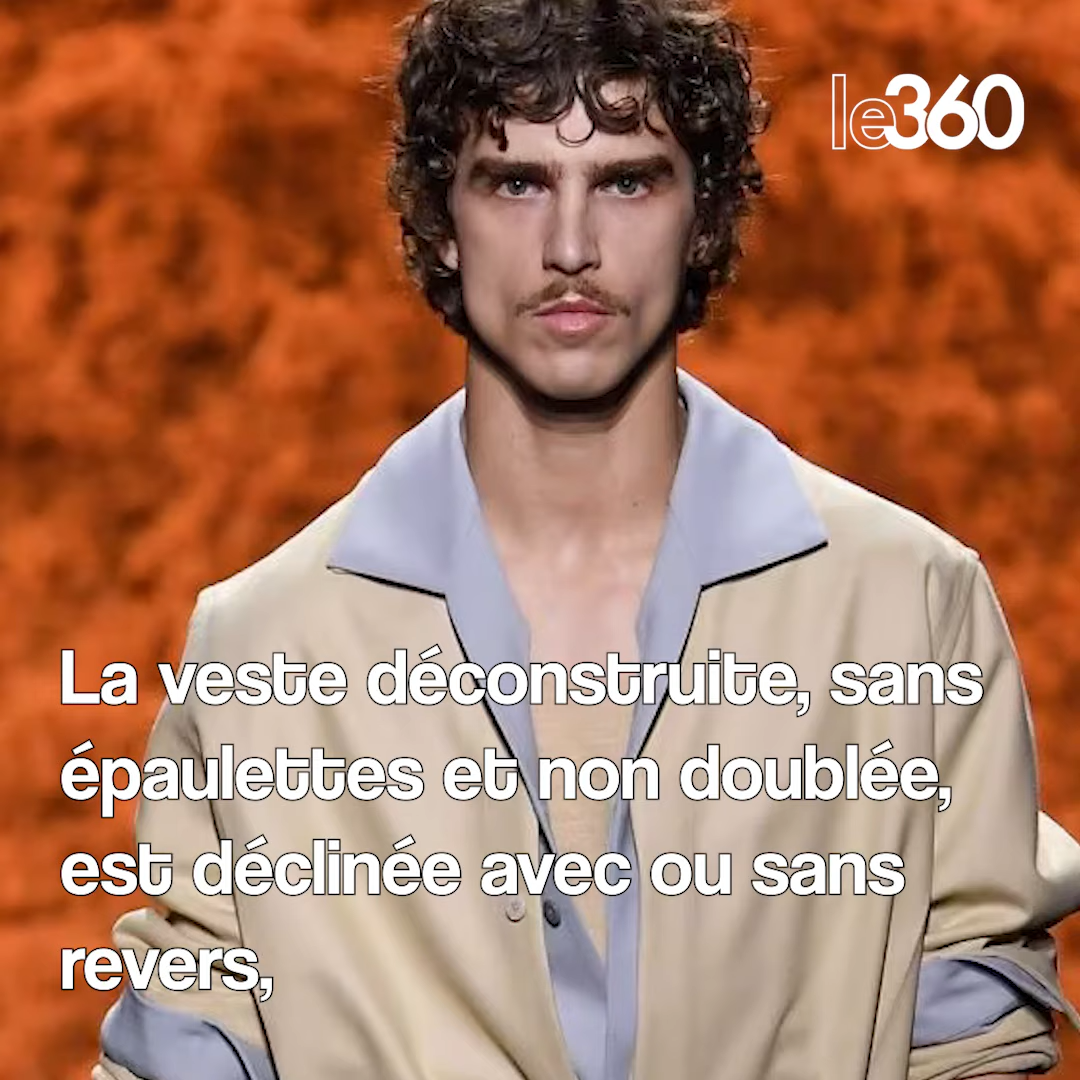 le360
La veste déconstruite, sans
épaulettes et non doublée,
est déclinée avec ou sans
revers,